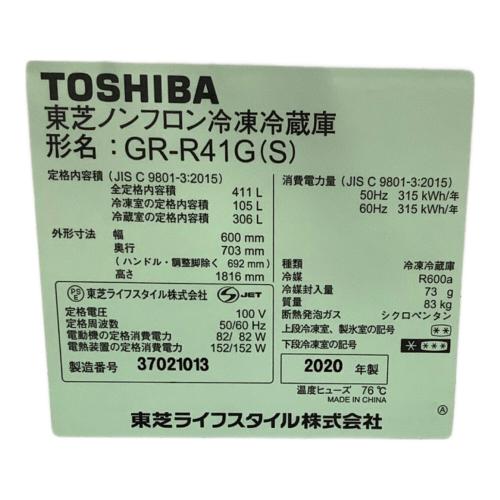 TOSHIBA
東芝ノンフロン冷凍冷蔵庫
形名：GR-R41G(S)
定格内容積 (JIS C 9801-3:2015)
全定格内容積 411 L
冷凍室の定格内容積 105 L
冷蔵室の定格内容積 306 L
外形寸法 幅 600 mm
奥行 703 mm
(ハンドル・調整脚除く 692 mm)
高さ 1816 mm
消費電力量 (JIS C 9801-3:2015)
50Hz 315 kWh/年
60Hz 315 kWh/年
種類 冷凍冷蔵庫
冷媒 R600a
冷媒封入量 73 g
質量 83 kg
断熱発泡ガス シクロペンタン
上段冷凍室、製氷室の記号 **
下段冷凍室の記号 * ***
PS E 東芝ライフスタイル株式会社 S JET
定格電圧 100 V
定格周波数 50/60 Hz
電動機の定格消費電力 82/ 82 W
電熱装置の定格消費電力 152/152 W
製造番号 37021013
2020 年製
温度ヒューズ 76℃
MADE IN CHINA
東芝ライフスタイル株式会社
A